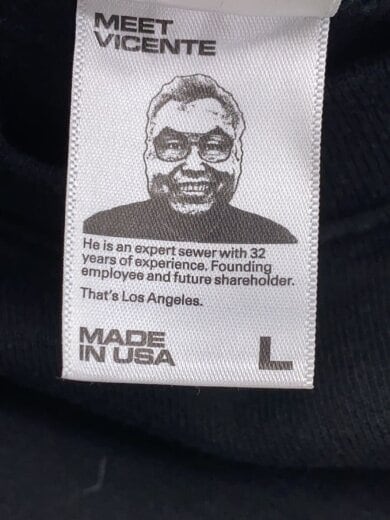 MEET
VICENTE
He is an expert sewer with 32
years of experience. Founding
employee and future shareholder.
That's Los Angeles.
MADE
IN USA
L